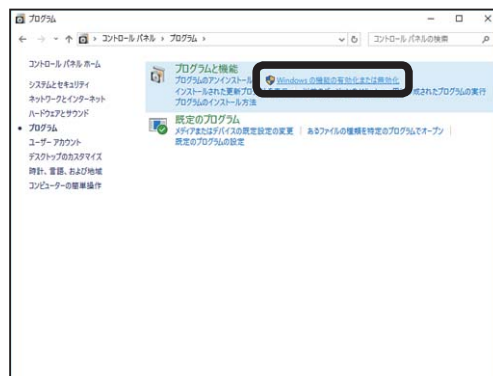 プログラム
コントロール パネル › プログラム ›
コントロール パネルの検索
コントロール パネル ホーム
システムとセキュリティ
ネットワークとインターネット
ハードウェアとサウンド
プログラム
ユーザー アカウント
デスクトップのカスタマイズ
時計、言語、および地域
コンピューターの簡単操作
プログラムと機能
プログラムのアンインストール
Windows の機能の有効化または無効化
インストールされた更新プロ
成されたプログラムの実行
プログラムのインストール方法
既定のプログラム
メディアまたはデバイスの既定設定の変更 | あるファイルの種類を特定のプログラムでオープン |
既定のプログラムの設定